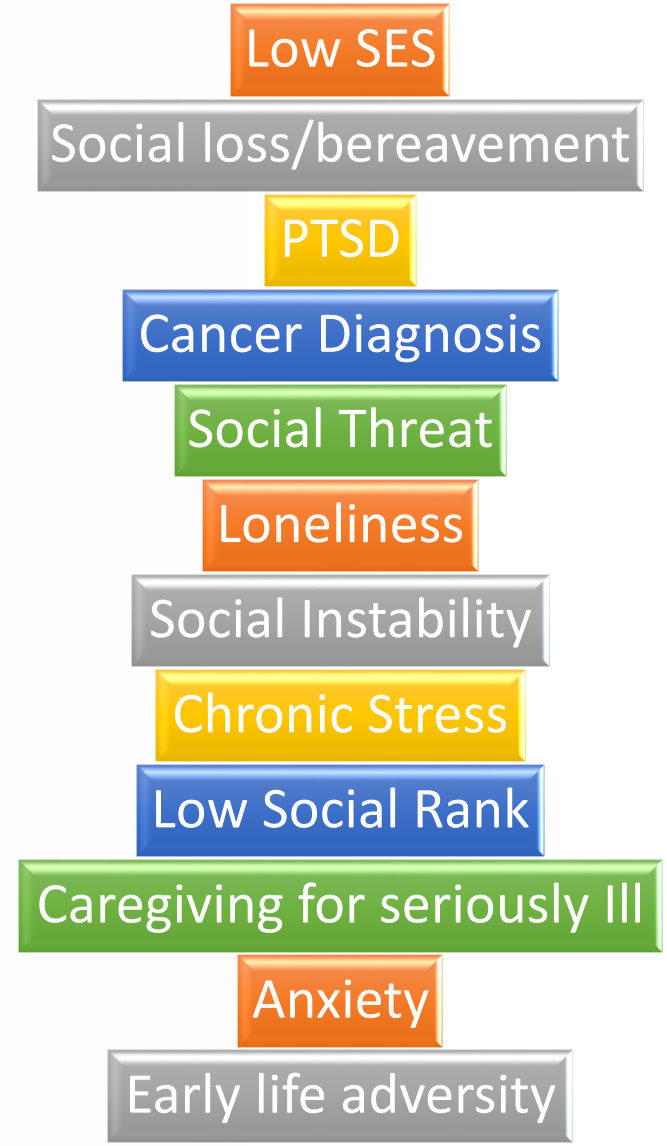 Low SES
Social loss/bereavement
PTSD
Cancer Diagnosis
Social Threat
Loneliness
Social Instability
Chronic Stress
Low Social Rank
Caregiving for seriously Ill
Anxiety
Early life adversity